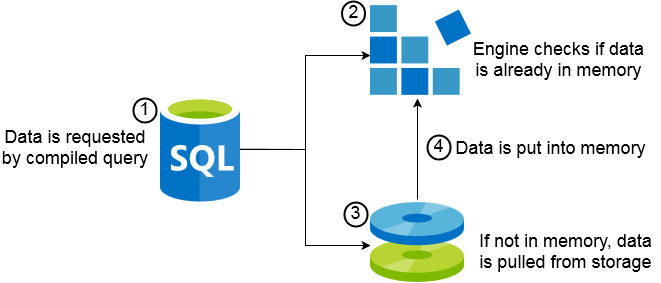 1
Data is requested
by compiled query
SQL
2
Engine checks if data
is already in memory
4 Data is put into memory
3
If not in memory, data
is pulled from storage